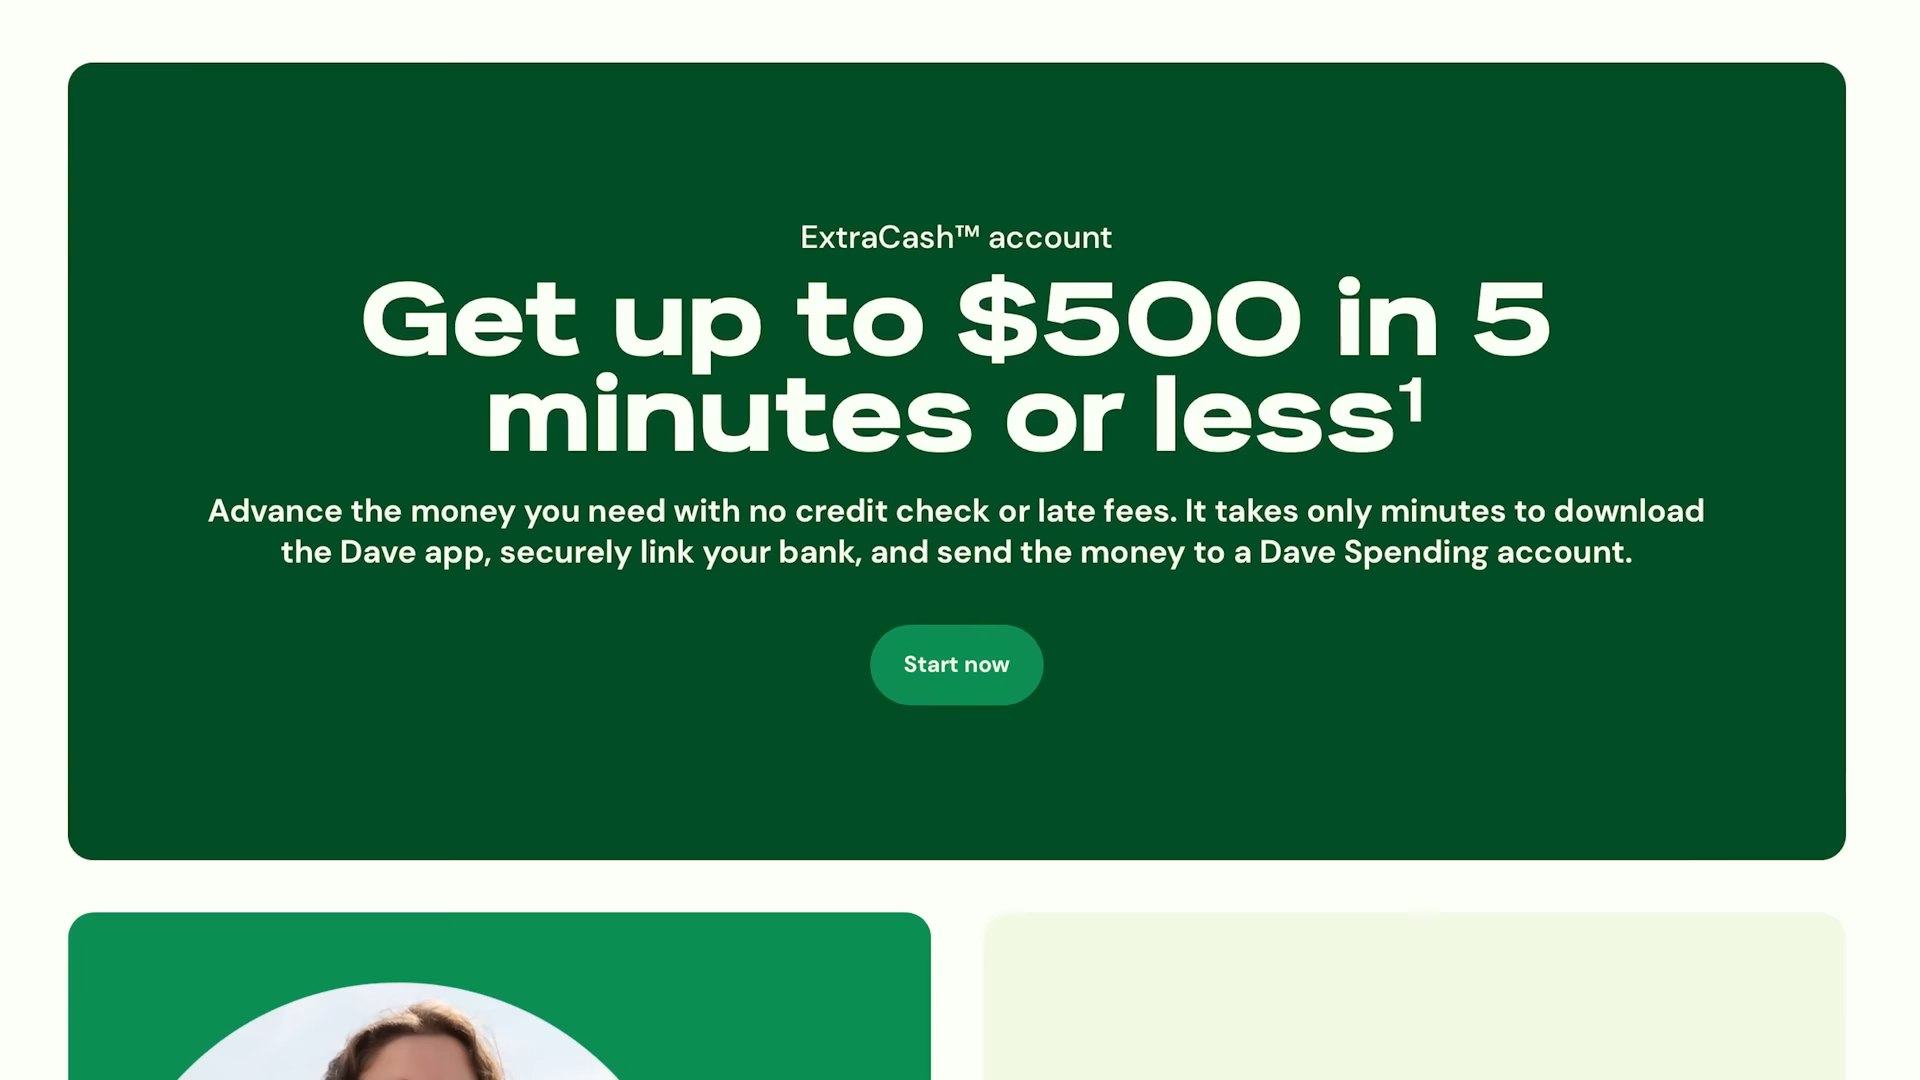 ExtraCash™ account
Get up to $500 in 5
minutes or less¹
Advance the money you need with no credit check or late fees. It takes only minutes to download
the Dave app, securely link your bank, and send the money to a Dave Spending account.
Start now